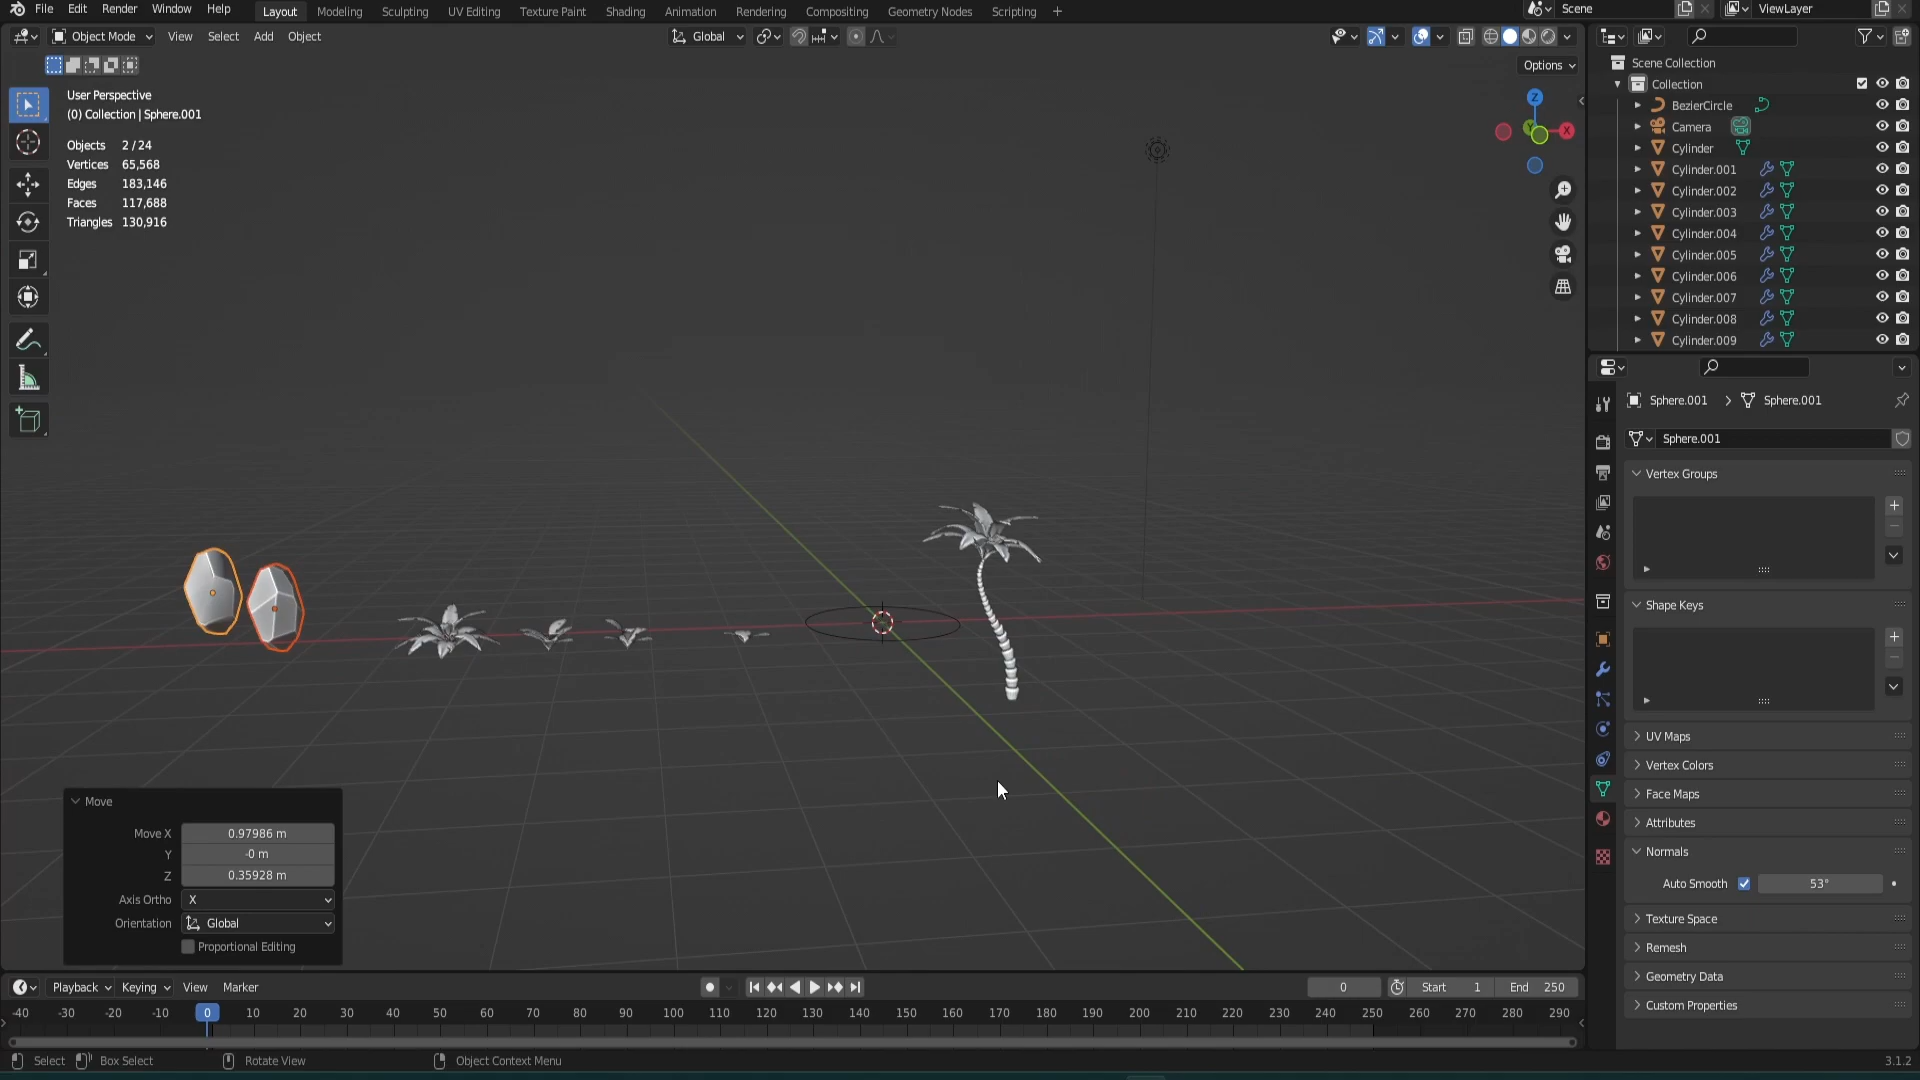 File Edit Render Window Help Layout Modeling Sculpting UV Editing Texture Paint Shading Animation Rendering Compositing Geometry Nodes Scripting + Scene ViewLayer
Object Mode View Select Add Object Global
Options
User Perspective
(0) Collection | Sphere.001
Objects 2 / 24
Vertices 65,568
Edges 183,146
Faces 117,688
Triangles 130,916
Z
Y
X
Scene Collection
Collection
BezierCircle
Camera
Cylinder
Cylinder.001
Cylinder.002
Cylinder.003
Cylinder.004
Cylinder.005
Cylinder.006
Cylinder.007
Cylinder.008
Cylinder.009
Sphere.001 > Sphere.001
Sphere.001
Vertex Groups
Shape Keys
UV Maps
Vertex Colors
Face Maps
Attributes
Normals
Auto Smooth 53°
Texture Space
Remesh
Geometry Data
Custom Properties
Move
Move X 0.97986 m
Y -0 m
Z 0.35928 m
Axis Ortho X
Orientation Global
Proportional Editing
Playback Keying View Marker 0 Start 1 End 250
-40 -30 -20 -10 0 10 20 30 40 50 60 70 80 90 100 110 120 130 140 150 160 170 180 190 200 210 220 230 240 250 260 270 280 290
Select Box Select Rotate View Object Context Menu 3.1.2